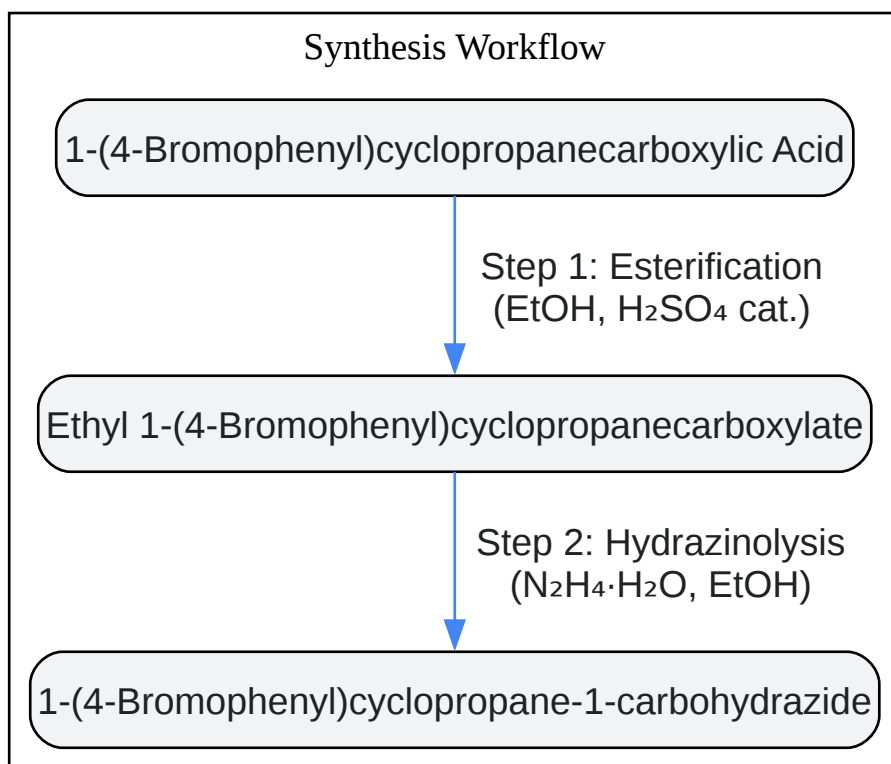 Synthesis Workflow
1-(4-Bromophenyl)cyclopropanecarboxylic Acid
Step 1: Esterification
(EtOH, H₂SO₄ cat.)
Ethyl 1-(4-Bromophenyl)cyclopropanecarboxylate
Step 2: Hydrazinolysis
(N₂H₄·H₂O, EtOH)
1-(4-Bromophenyl)cyclopropane-1-carbohydrazide